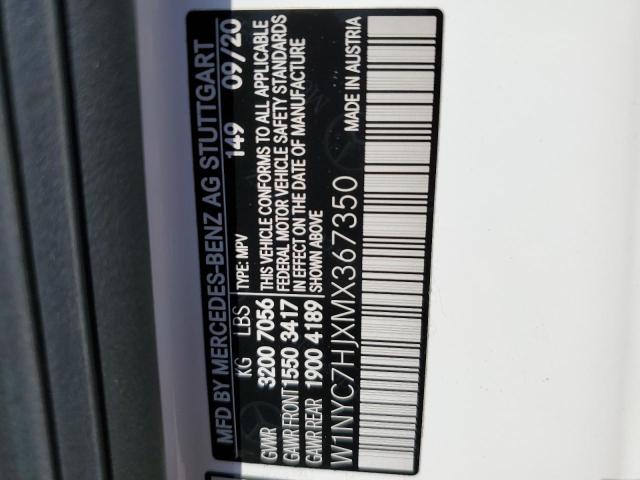 MFD BY MERCEDES-BENZ AG STUTTGART
149 09/20
KG LBS TYPE: MPV
GVWR 3200 7056
GAWR FRONT 1550 3417
GAWR REAR 1900 4189
THIS VEHICLE CONFORMS TO ALL APPLICABLE
FEDERAL MOTOR VEHICLE SAFETY STANDARDS
IN EFFECT ON THE DATE OF MANUFACTURE
SHOWN ABOVE
W1NYC7HJXMX367350
MADE IN AUSTRIA